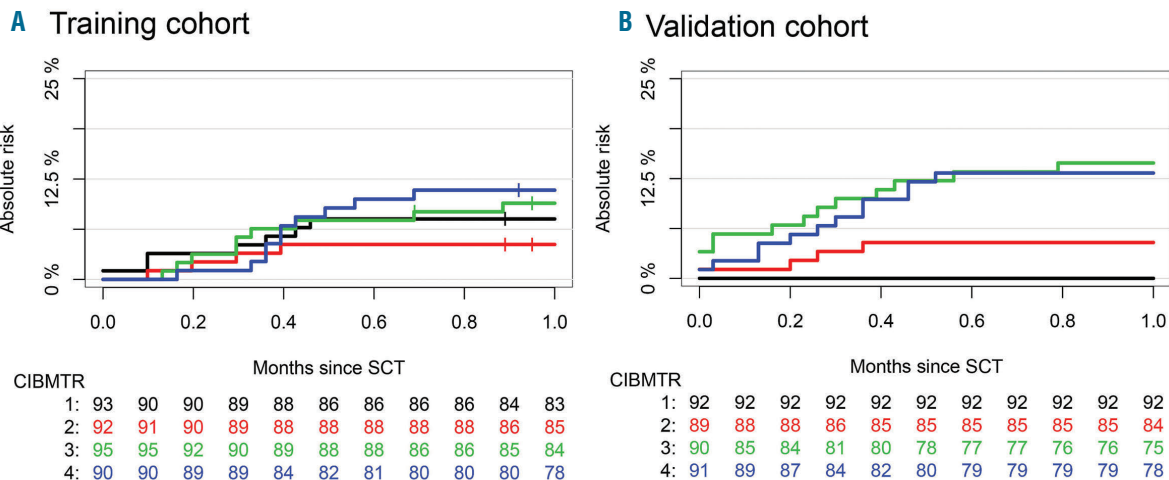 A Training cohort
B Validation cohort
Absolute risk
25 %
12.5 %
0 %
0.0 0.2 0.4 0.6 0.8 1.0
Months since SCT
CIBMTR
1: 93 90 90 89 88 86 86 86 86 84 83
2: 92 91 90 89 88 88 88 88 88 86 85
3: 95 95 92 90 89 88 88 86 86 85 84
4: 90 90 89 89 84 82 81 80 80 80 78
Absolute risk
25 %
12.5 %
0 %
0.0 0.2 0.4 0.6 0.8 1.0
Months since SCT
CIBMTR
1: 92 92 92 92 92 92 92 92 92 92 92
2: 89 88 88 86 85 85 85 85 85 85 84
3: 90 85 84 81 80 78 77 77 76 76 75
4: 91 89 87 84 82 80 79 79 79 79 78